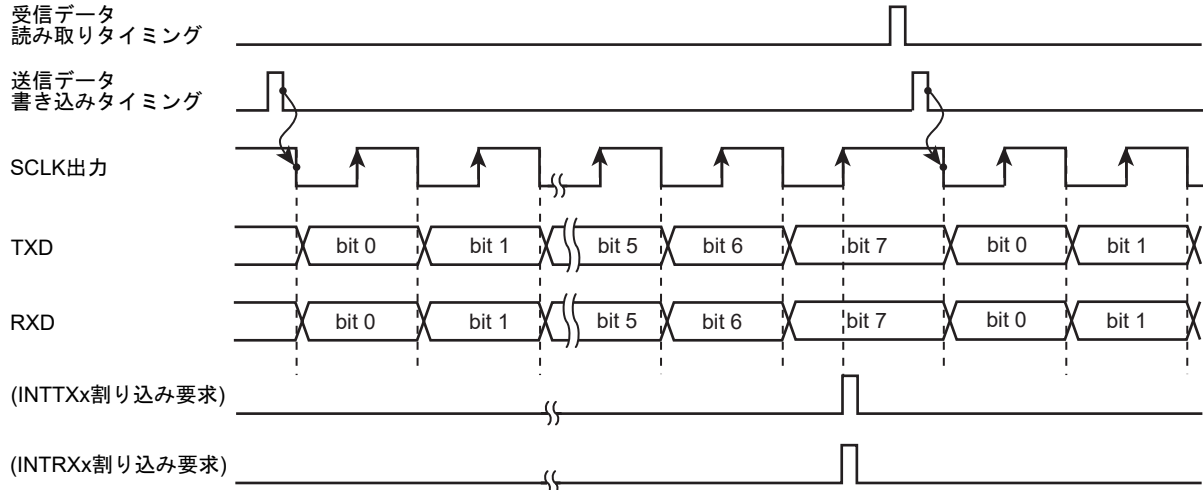 受信データ
読み取りタイミング
送信データ
書き込みタイミング
SCLK出力
TXD
bit 0
bit 1
bit 5
bit 6
bit 7
bit 0
bit 1
RXD
bit 0
bit 1
bit 5
bit 6
bit 7
bit 0
bit 1
(INTTXx割り込み要求)
(INTRXx割り込み要求)